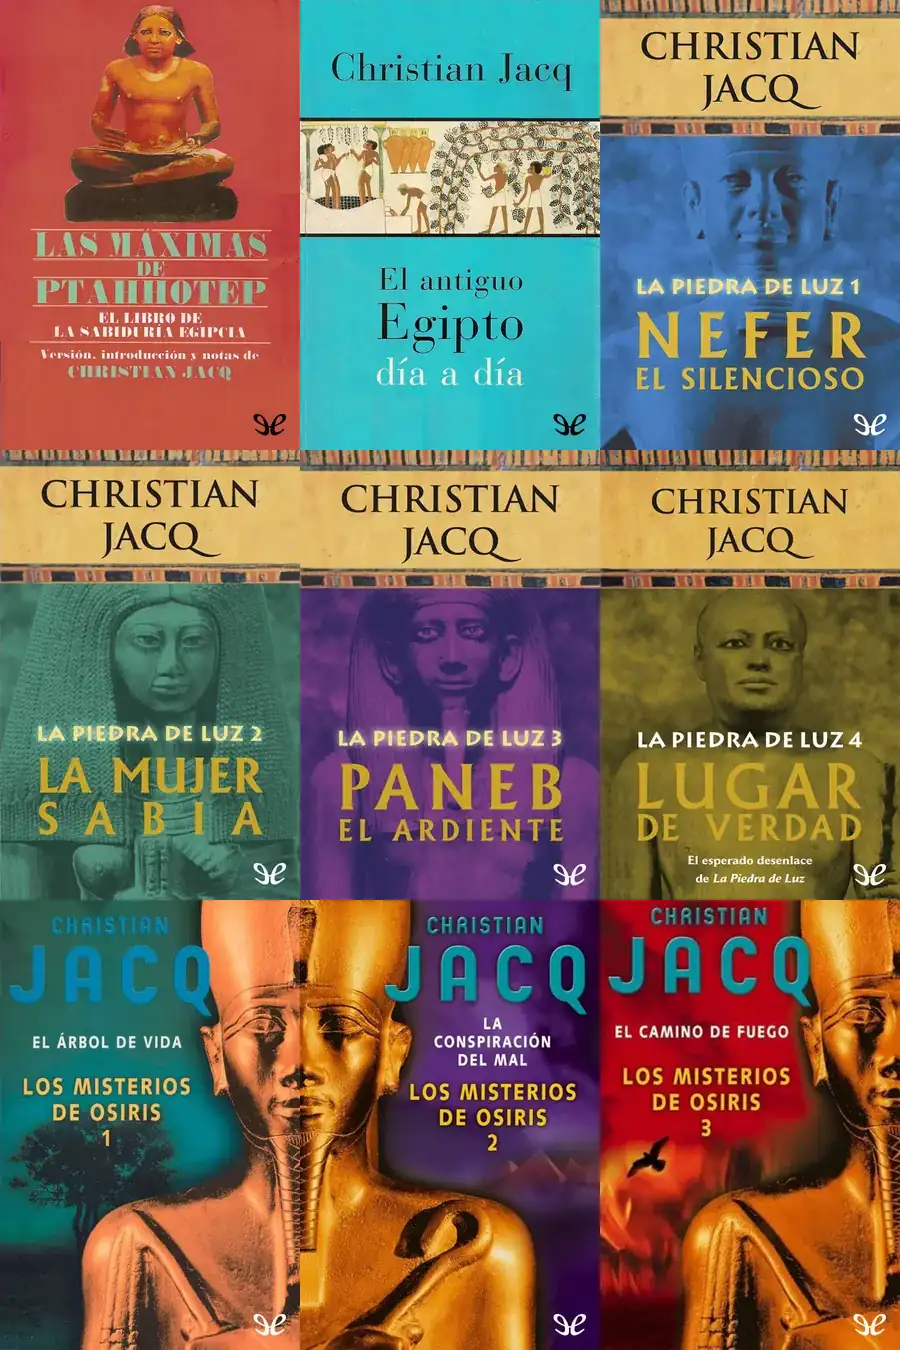 LAS MÁXIMAS
DE
PTAHHOTEP
EL LIBRO DE
LA SABIDURÍA EGIPCIA
Versión, introducción y notas de
CHRISTIAN JACQ
Christian Jacq
El antiguo
Egipto
día a día
CHRISTIAN
JACQ
LA PIEDRA DE LUZ 1
NEFER
EL SILENCIOSO
CHRISTIAN
JACQ
LA PIEDRA DE LUZ 2
LA MUJER
SABIA
CHRISTIAN
JACQ
LA PIEDRA DE LUZ 3
PANEB
EL ARDIENTE
CHRISTIAN
JACQ
LA PIEDRA DE LUZ 4
LUGAR
DE VERDAD
El esperado desenlace
de La Piedra de Luz
CHRISTIAN
JACQ
EL ÁRBOL DE VIDA
LOS MISTERIOS
DE OSIRIS
1
CHRISTIAN
JACQ
LA
CONSPIRACIÓN
DEL MAL
LOS MISTERIOS
DE OSIRIS
2
CHRISTIAN
JACQ
EL CAMINO DE FUEGO
LOS MISTERIOS
DE OSIRIS
3